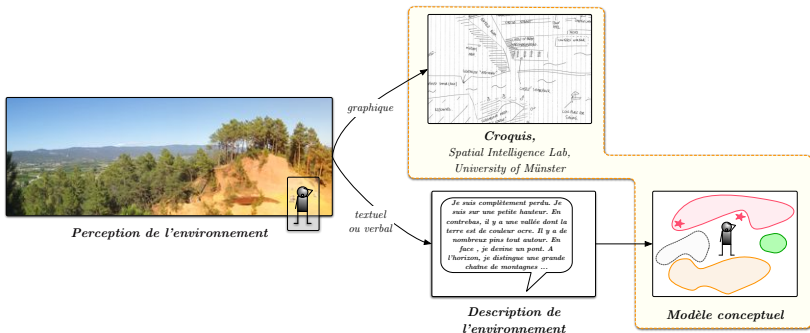 graphique
Croquis,
Spatial Intelligence Lab,
University of Münster
Perception de l'environnement
textuel
ou verbal
Je suis complètement perdu. Je
suis sur une petite hauteur. En
contrebas, il y a une vallée dont la
terre est de couleur ocre. Il y a de
nombreux pins tout autour. En
face , je devine un pont. A
l'horizon, je distingue une grande
chaîne de montagnes ...
Description de
l'environnement
Modèle conceptuel